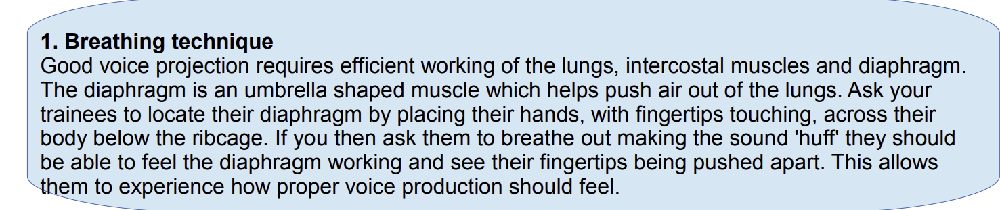 1. Breathing technique
Good voice projection requires efficient working of the lungs, intercostal muscles and diaphragm.
The diaphragm is an umbrella shaped muscle which helps push air out of the lungs. Ask your
trainees to locate their diaphragm by placing their hands, with fingertips touching, across their
body below the ribcage. If you then ask them to breathe out making the sound 'huff' they should
be able to feel the diaphragm working and see their fingertips being pushed apart. This allows
them to experience how proper voice production should feel.